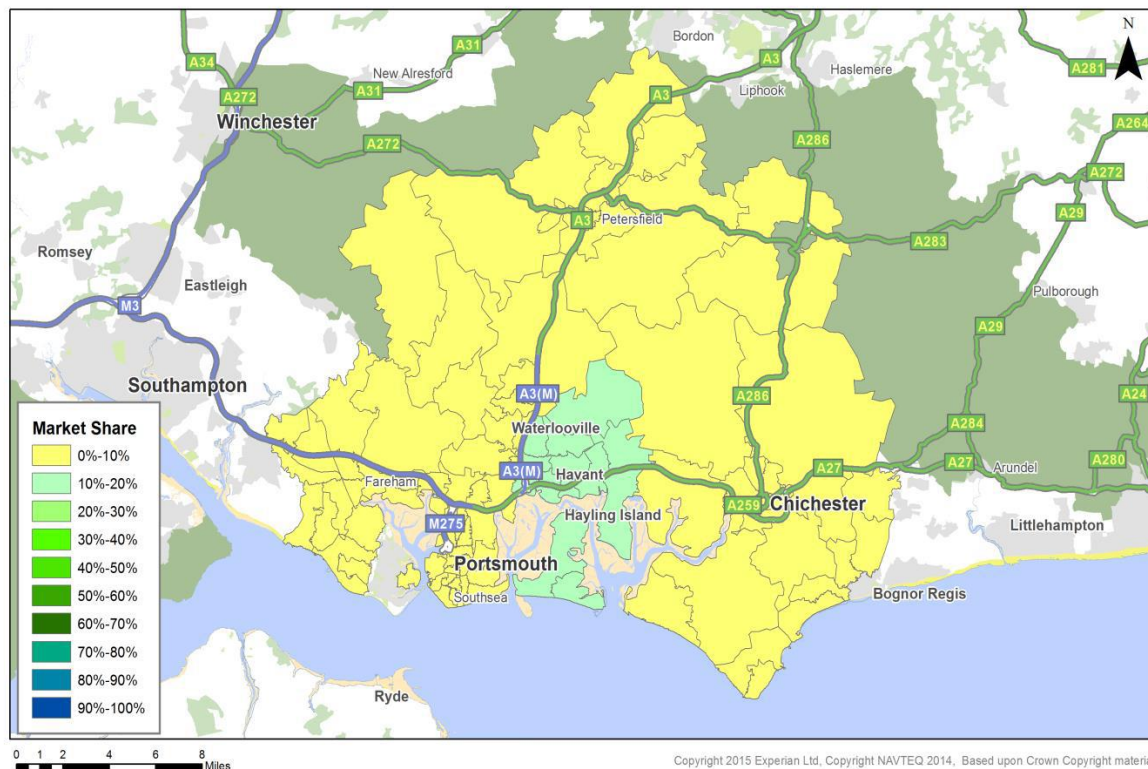 N
Bordon
A3
A31
A34
New Alresford
Haslemere
A281
Liphook
A272
A31
A3
Winchester
A264
A286
A272
A272
A3
Petersfield
A29
A283
Romsey
Eastleigh
M3
Pulborough
A29
Southampton
A3(M)
A286
A24
Waterlooville
A284
A3(M)
Havant
A27
A27
Arundel
A280
Fareham
Chichester
A259
Hayling Island
M275
Littlehampton
Portsmouth
Bognor Regis
Southsea
Ryde
Market Share
0%-10%
10%-20%
20%-30%
30%-40%
40%-50%
50%-60%
60%-70%
70%-80%
80%-90%
90%-100%
0 1 2 4 6 8
Miles
Copyright 2015 Experian Ltd, Copyright NAVTEQ 2014, Based upon Crown Copyright materi